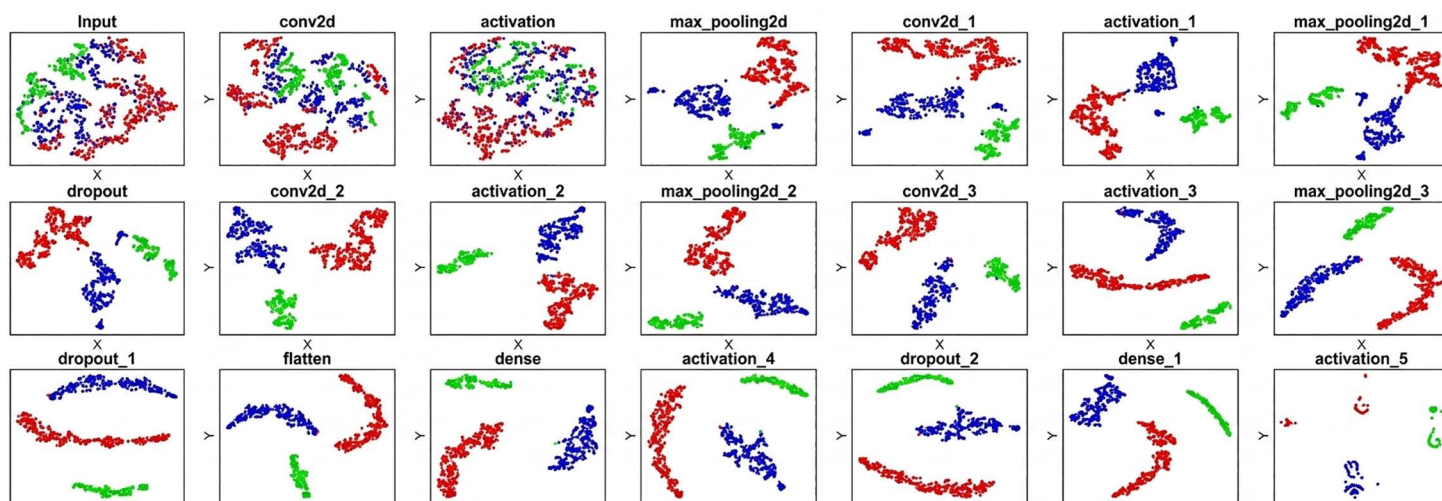 Input conv2d activation max_pooling2d conv2d_1 activation_1 max_pooling2d_1
Y Y Y Y Y Y
X X X X X X X
dropout conv2d_2 activation_2 max_pooling2d_2 conv2d_3 activation_3 max_pooling2d_3
Y Y Y Y Y Y
X X X X X X X
dropout_1 flatten dense activation_4 dropout_2 dense_1 activation_5
Y Y Y Y Y Y